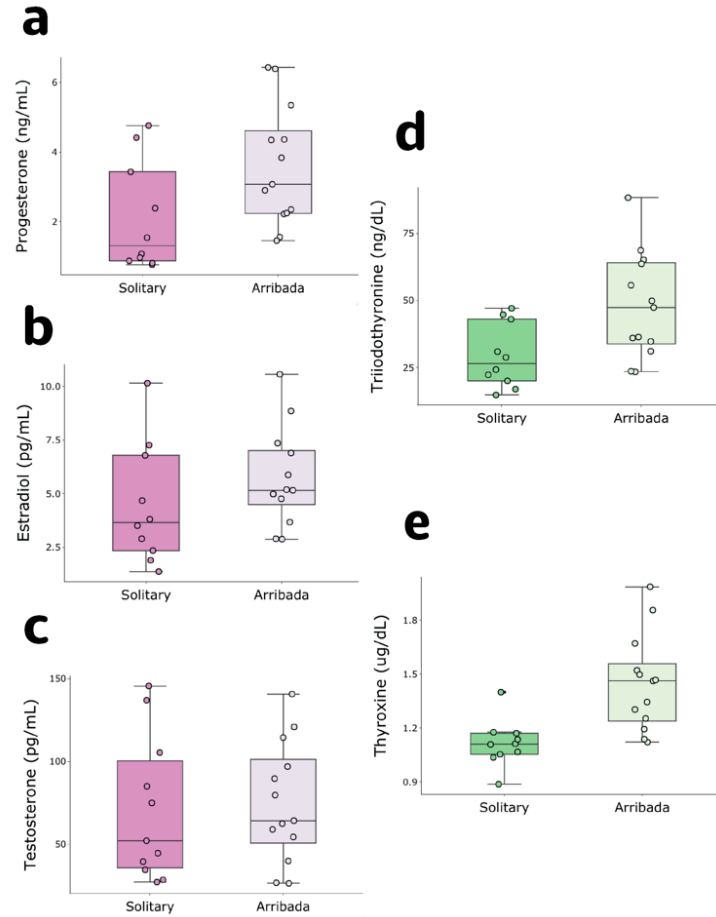 a
Progesterone (ng/mL)
6
4
2
Solitary
Arribada
b
Estradiol (pg/mL)
10.0
7.5
5.0
2.5
Solitary
Arribada
c
Testosterone (pg/mL)
150
100
50
Solitary
Arribada
d
Triiodothyronine (ng/dL)
75
50
25
Solitary
Arribada
e
Thyroxine (ug/dL)
1.8
1.5
1.2
0.9
Solitary
Arribada